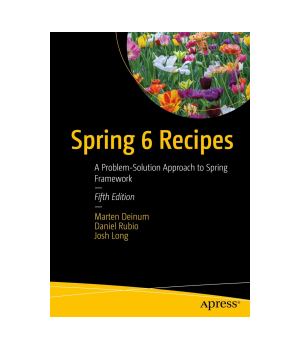 Spring 6 Recipes
A Problem-Solution Approach to Spring
Framework
—
Fifth Edition
—
Marten Deinum
Daniel Rubio
Josh Long
Apress®